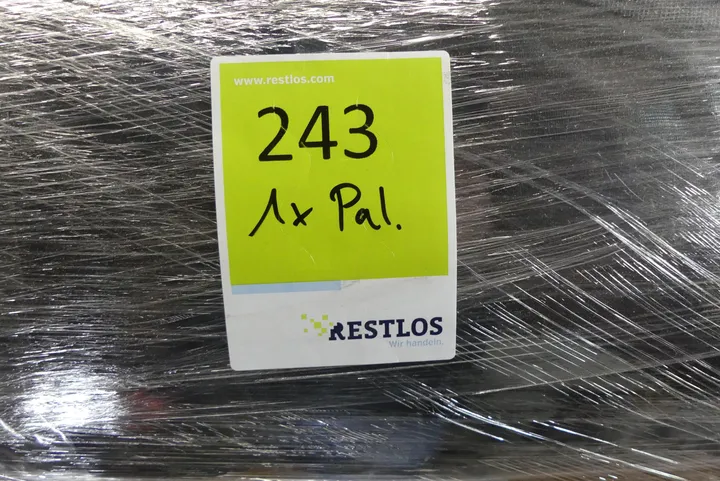 www.restlos.com
243
1x Pal.
RESTLOS
Wir handeln.